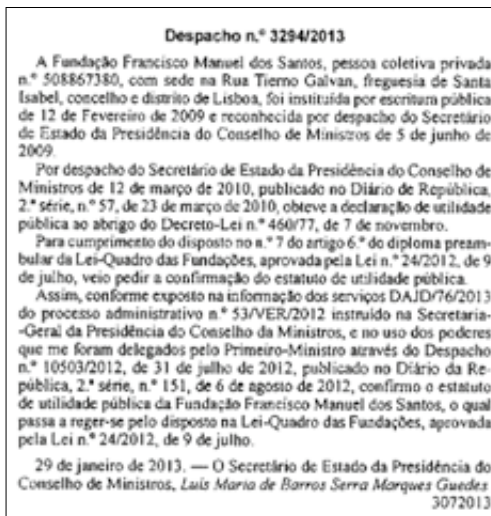 Despacho n.º 3294/2013
A Fundação Francisco Manuel dos Santos, pessoa coletiva privada
n.º 508867380, com sede na Rua Tierno Galvan, freguesia de Santa
Isabel, concelho e distrito de Lisboa, foi instituída por escritura pública
de 12 de Fevereiro de 2009 e reconhecida por despacho do Secretário
de Estado da Presidência do Conselho de Ministros de 5 de junho de
2009.
Por despacho do Secretário de Estado da Presidência do Conselho de
Ministros de 12 de março de 2010, publicado no Diário de República,
2.ª série, n.º 57, de 23 de março de 2010, obteve a declaração de utilidade
pública ao abrigo do Decreto-Lei n.º 460/77, de 7 de novembro.
Para cumprimento do disposto no n.º 7 do artigo 6.º do diploma pream-
bular da Lei-Quadro das Fundações, aprovada pela Lei n.º 24/2012, de 9
de julho, veio pedir a confirmação do estatuto de utilidade pública.
Assim, conforme exposto na informação dos serviços DAJD/76/2013
do processo administrativo n.º 53/VER/2012 instruído na Secretaria-
-Geral da Presidência do Conselho da Ministros, e no uso dos poderes
que me foram delegados pelo Primeiro-Ministro através do Despacho
n.º 10503/2012, de 31 de julho de 2012, publicado no Diário da Re-
pública, 2.ª série, n.º 151, de 6 de agosto de 2012, confirmo o estatuto
de utilidade pública da Fundação Francisco Manuel dos Santos, o qual
passa a reger-se pelo disposto na Lei-Quadro das Fundações, aprovada
pela Lei n.º 24/2012, de 9 de julho.
29 de janeiro de 2013. — O Secretário de Estado da Presidência do
Conselho de Ministros, Luís Maria de Barros Serra Marques Guedes
3072013